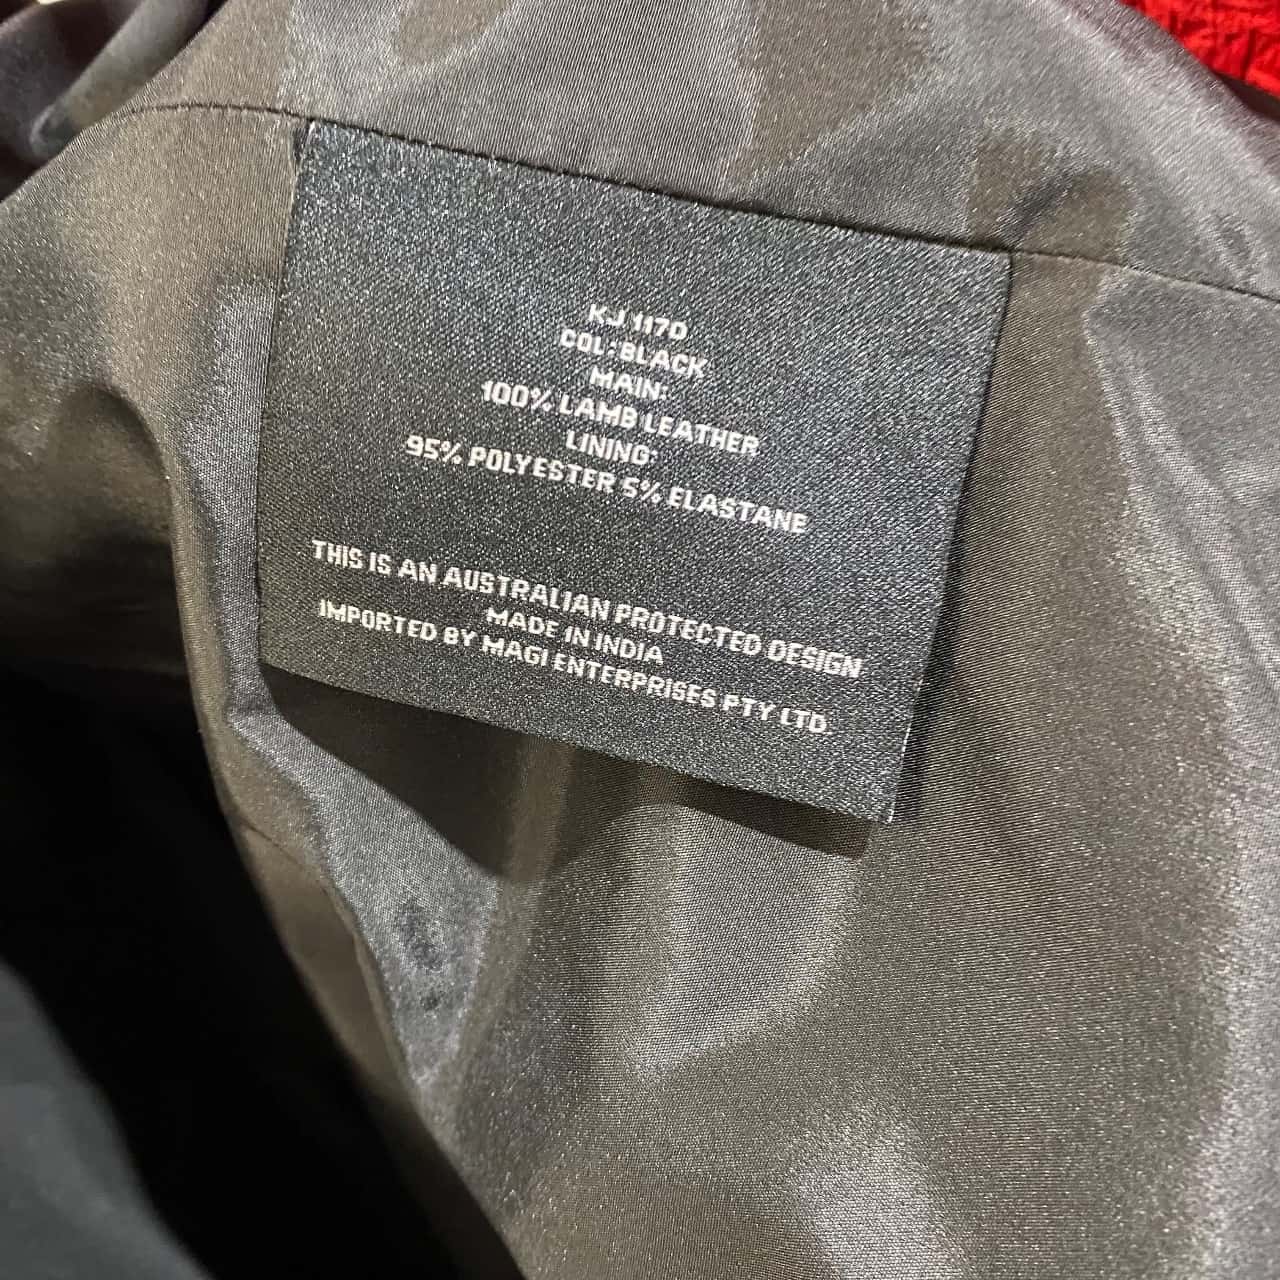 KJ 1170
COL: BLACK
MAIN:
100% LAMB LEATHER
LINING:
95% POLYESTER 5% ELASTANE
THIS IS AN AUSTRALIAN PROTECTED DESIGN
MADE IN INDIA
IMPORTED BY MAGI ENTERPRISES PTY LTD.